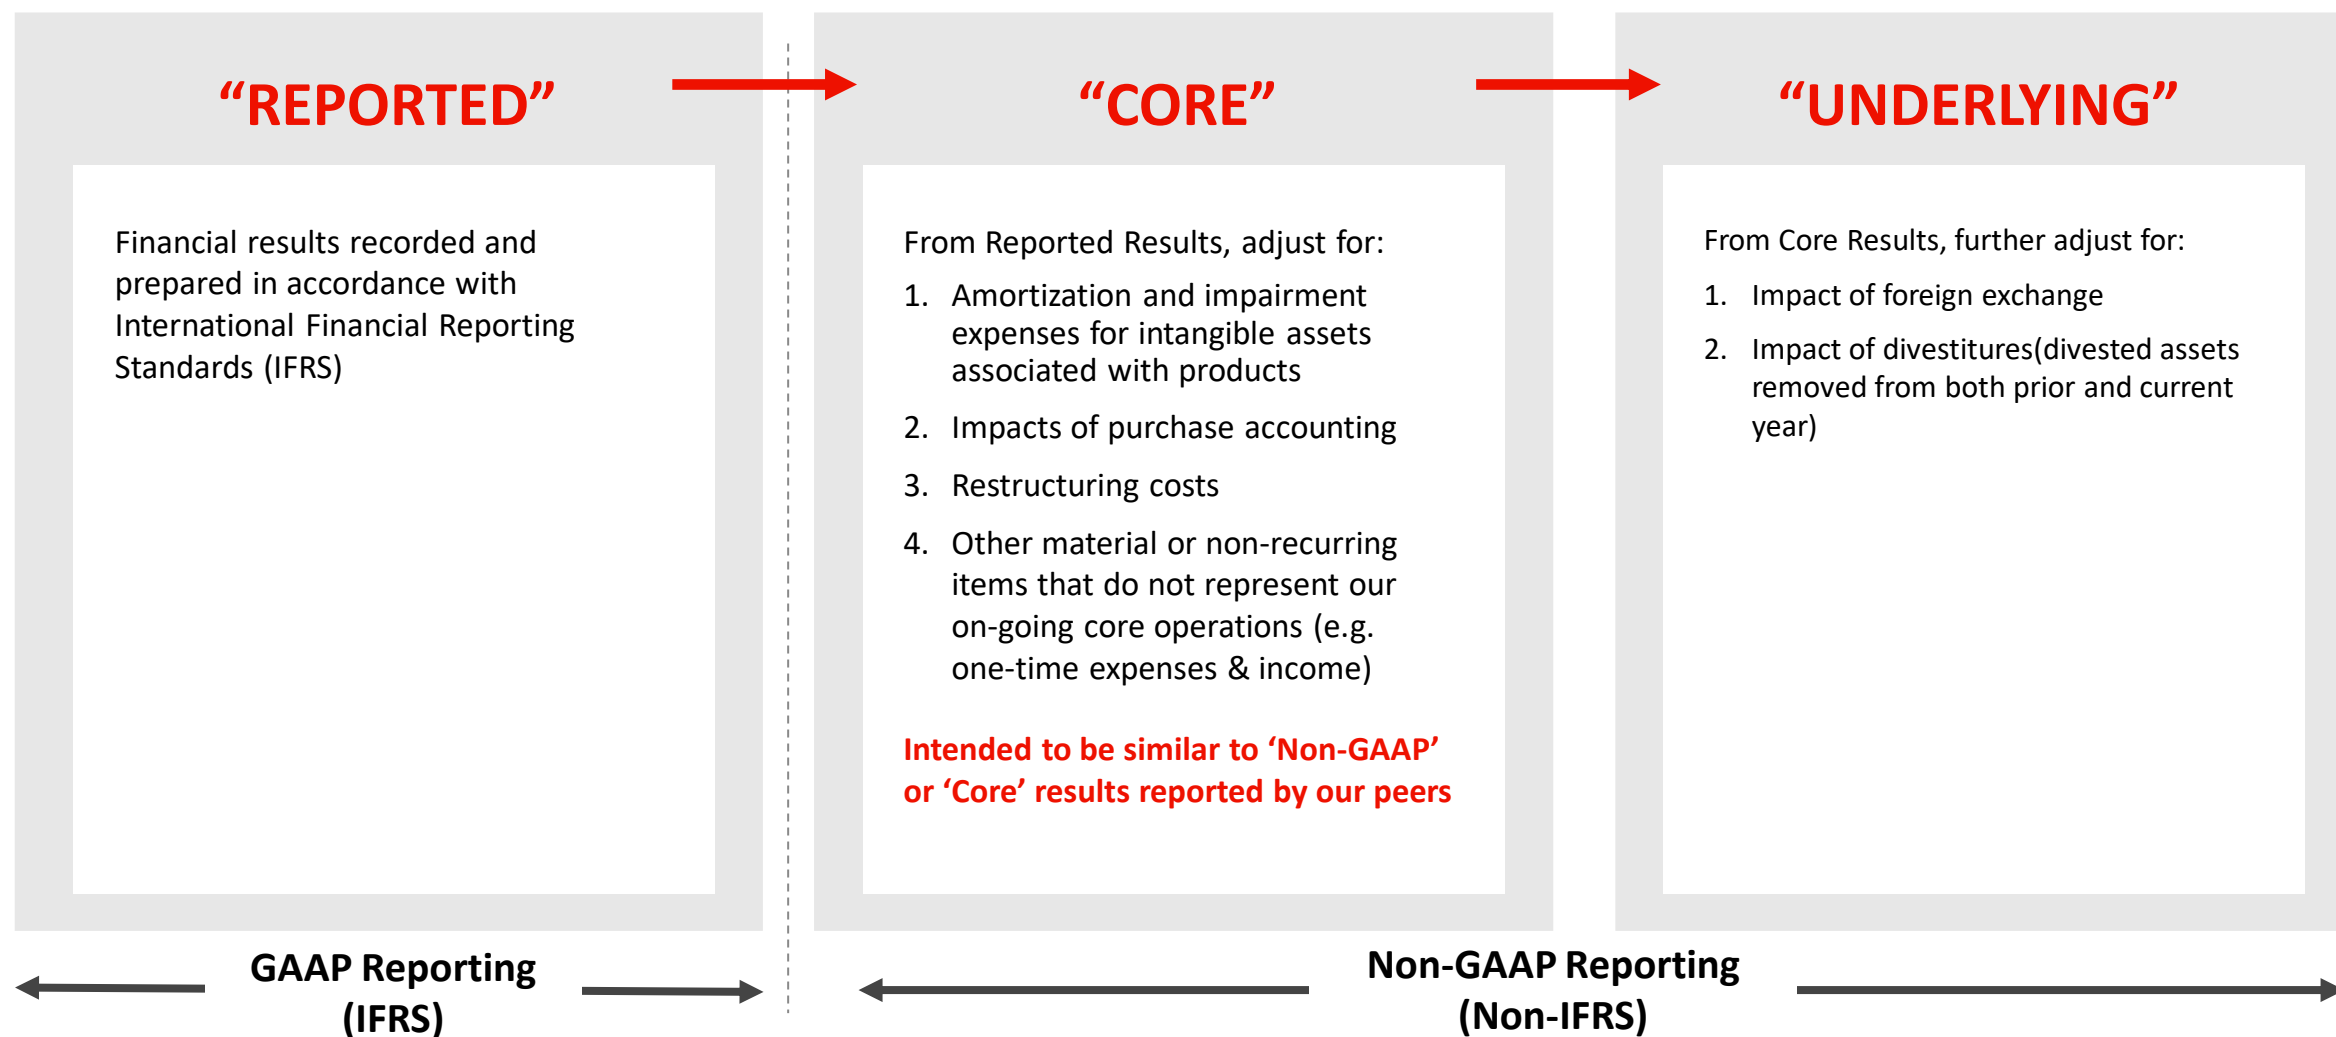 “REPORTED”
Financial results recorded and
prepared in accordance with
International Financial Reporting
Standards (IFRS)
“CORE”
From Reported Results, adjust for:
1. Amortization and impairment
expenses for intangible assets
associated with products
2. Impacts of purchase accounting
3. Restructuring costs
4. Other material or non-recurring
items that do not represent our
on-going core operations (e.g.
one-time expenses & income)
Intended to be similar to ‘Non-GAAP’
or ‘Core’ results reported by our peers
“UNDERLYING”
From Core Results, further adjust for:
1. Impact of foreign exchange
2. Impact of divestitures(divested assets
removed from both prior and current
year)
GAAP Reporting
(IFRS)
Non-GAAP Reporting
(Non-IFRS)